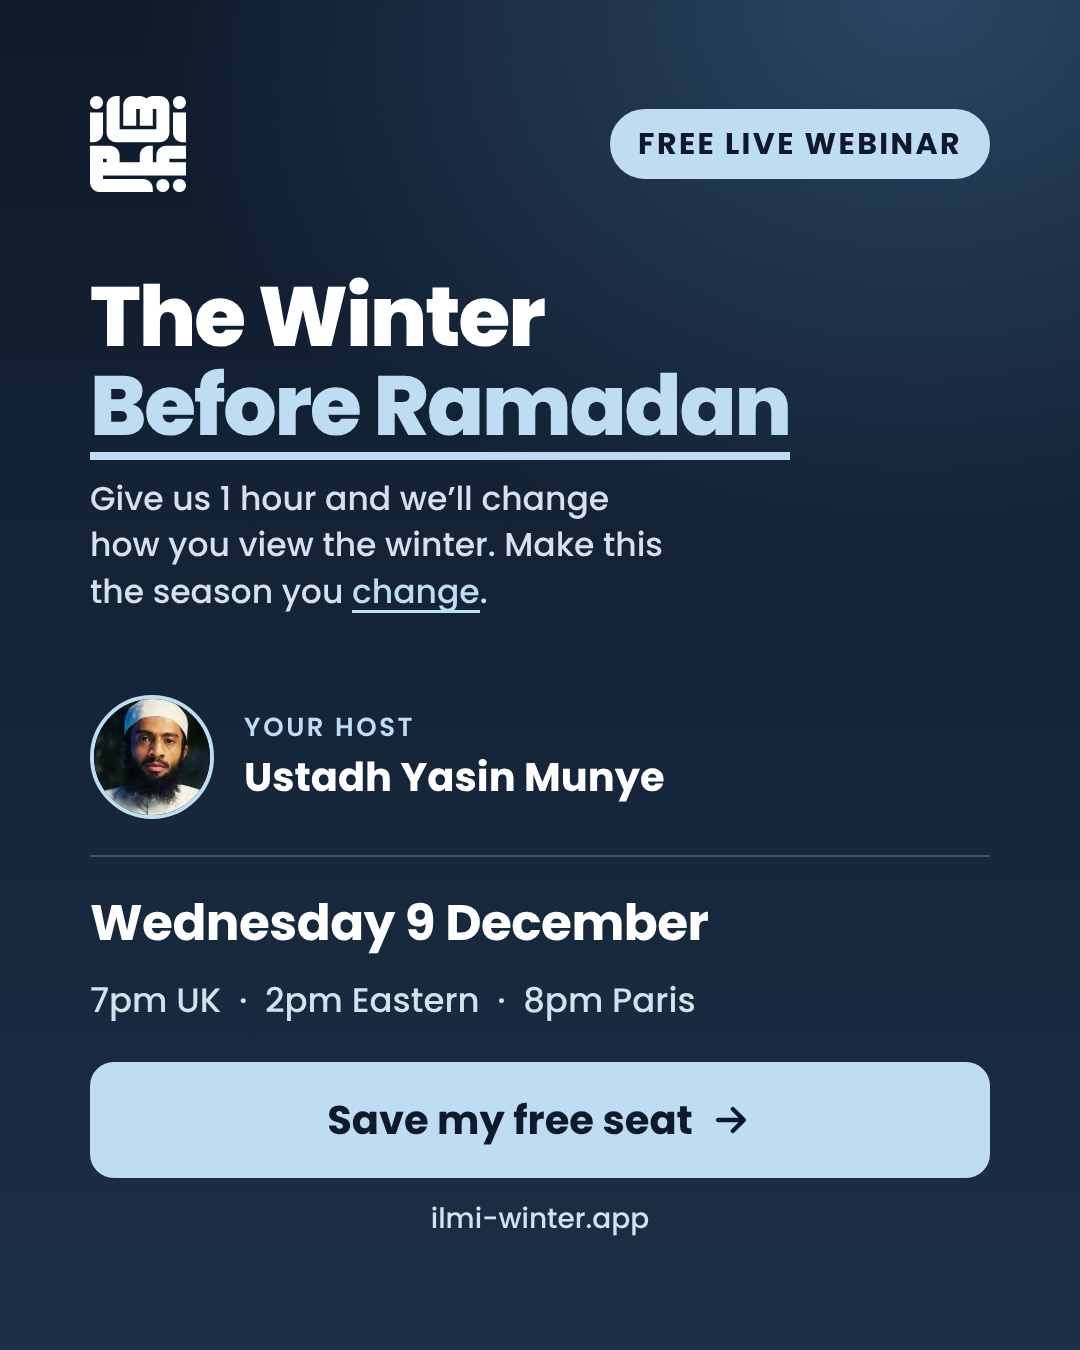 FREE LIVE WEBINAR
The Winter
Before Ramadan
Give us 1 hour and we’ll change
how you view the winter. Make this
the season you change.
YOUR HOST
Ustadh Yasin Munye
Wednesday 9 December
7pm UK · 2pm Eastern · 8pm Paris
Save my free seat →
ilmi-winter.app